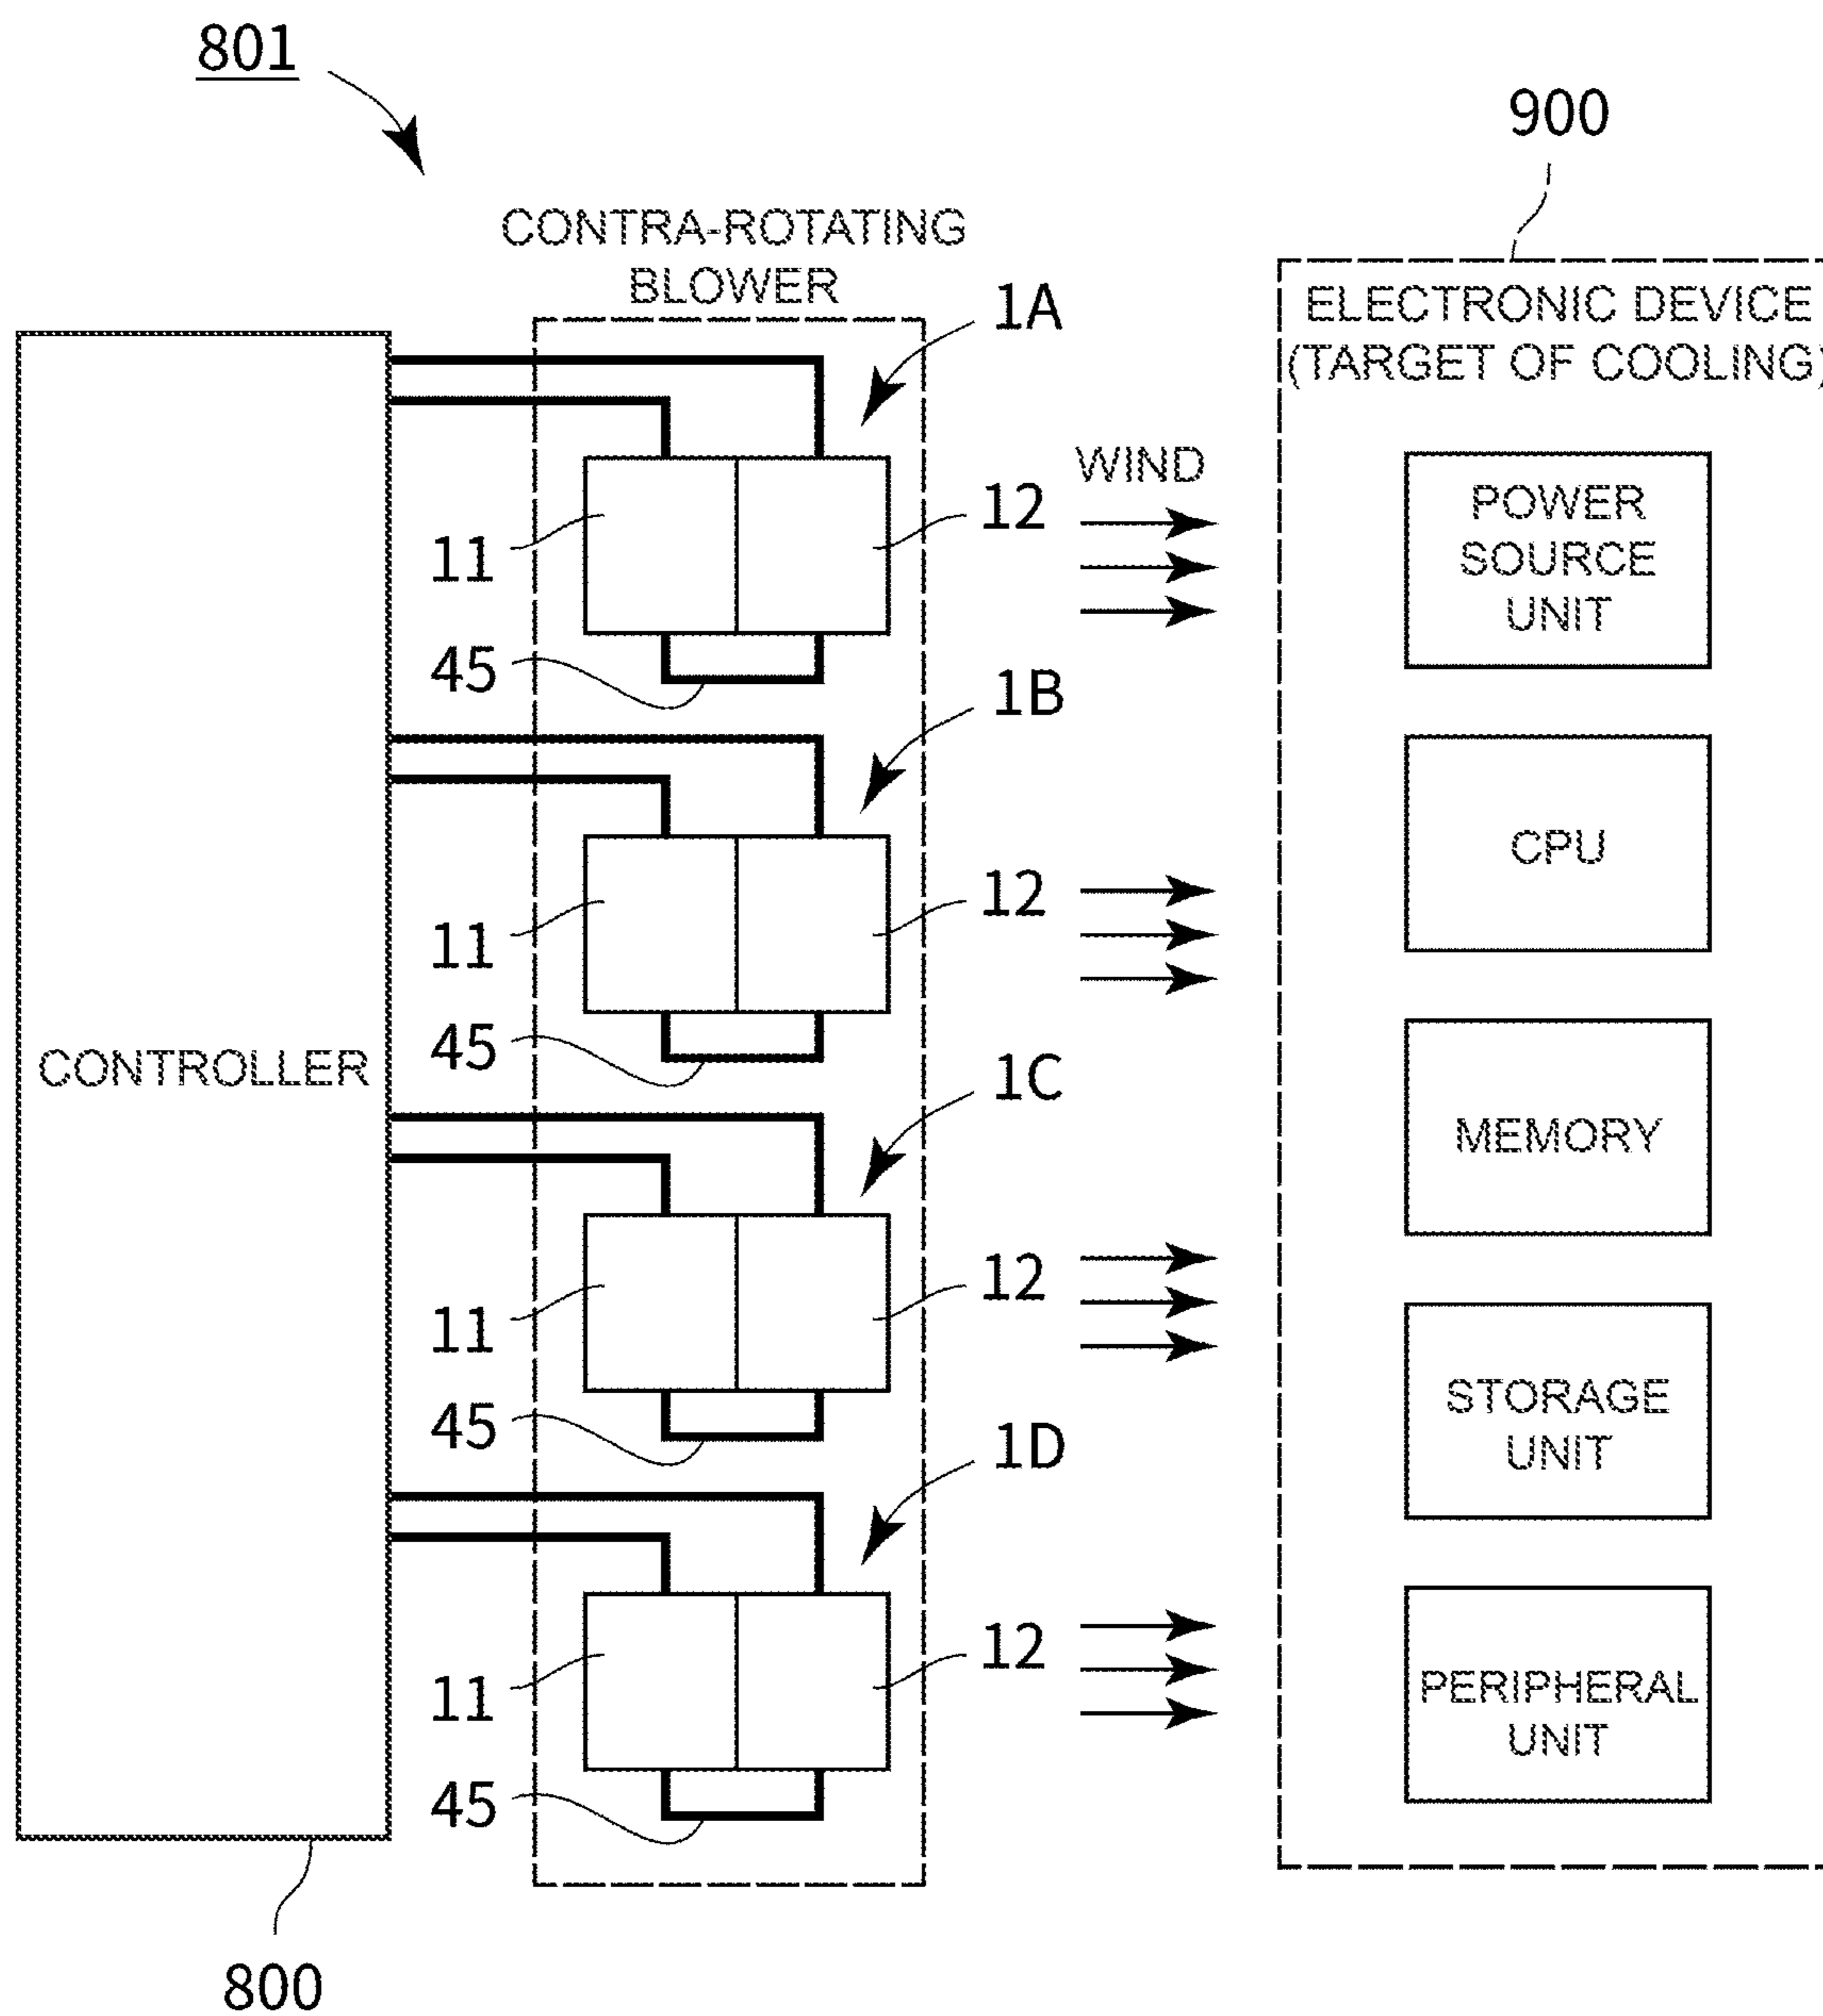 801
900
CONTRA-ROTATING
BLOWER
1A
ELECTRONIC DEVICE
(TARGET OF COOLING)
WIND
11
12
POWER
SOURCE
UNIT
45
1B
11
12
CPU
45
CONTROLLER
1C
MEMORY
11
12
45
1D
STORAGE
UNIT
11
12
PERIPHERAL
UNIT
45
800